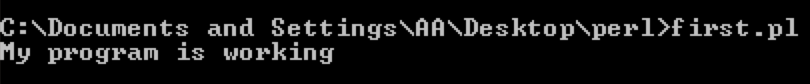 C:\Documents and Settings\AA\Desktop\perl>first.pl
My program is working